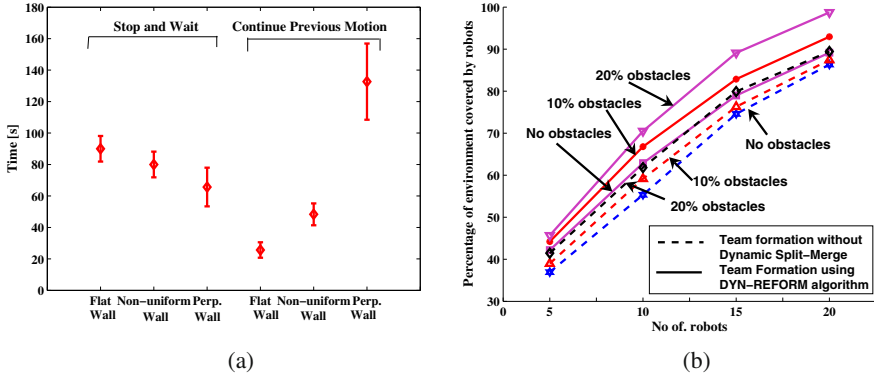 Stop and Wait
Continue Previous Motion
Time [s]
180
160
140
120
100
80
60
40
20
0
Flat Wall
Non-uniform Wall
Perp. Wall
Flat Wall
Non-uniform Wall
Perp. Wall
(a)
Percentage of environment covered by robots
100
90
80
70
60
50
40
30
20% obstacles
10% obstacles
No obstacles
No obstacles
10% obstacles
20% obstacles
Team formation without
Dynamic Split-Merge
Team Formation using
DYN-REFORM algorithm
0
5
10
15
20
No of. robots
(b)